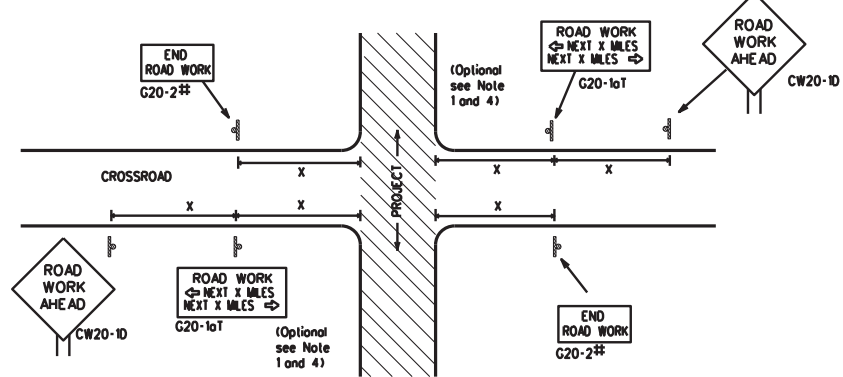 END
ROAD WORK
G20-2#
(Optional
see Note
1 and 4)
ROAD WORK
⇦ NEXT X MILES
NEXT X MILES ⇨
G20-1aT
ROAD
WORK
AHEAD
CW20-1D
CROSSROAD
X
X
X
PROJECT
X
X
X
ROAD
WORK
AHEAD
CW20-1D
ROAD WORK
⇦ NEXT X MILES
NEXT X MILES ⇨
G20-1aT
(Optional
see Note
1 and 4)
END
ROAD WORK
G20-2#